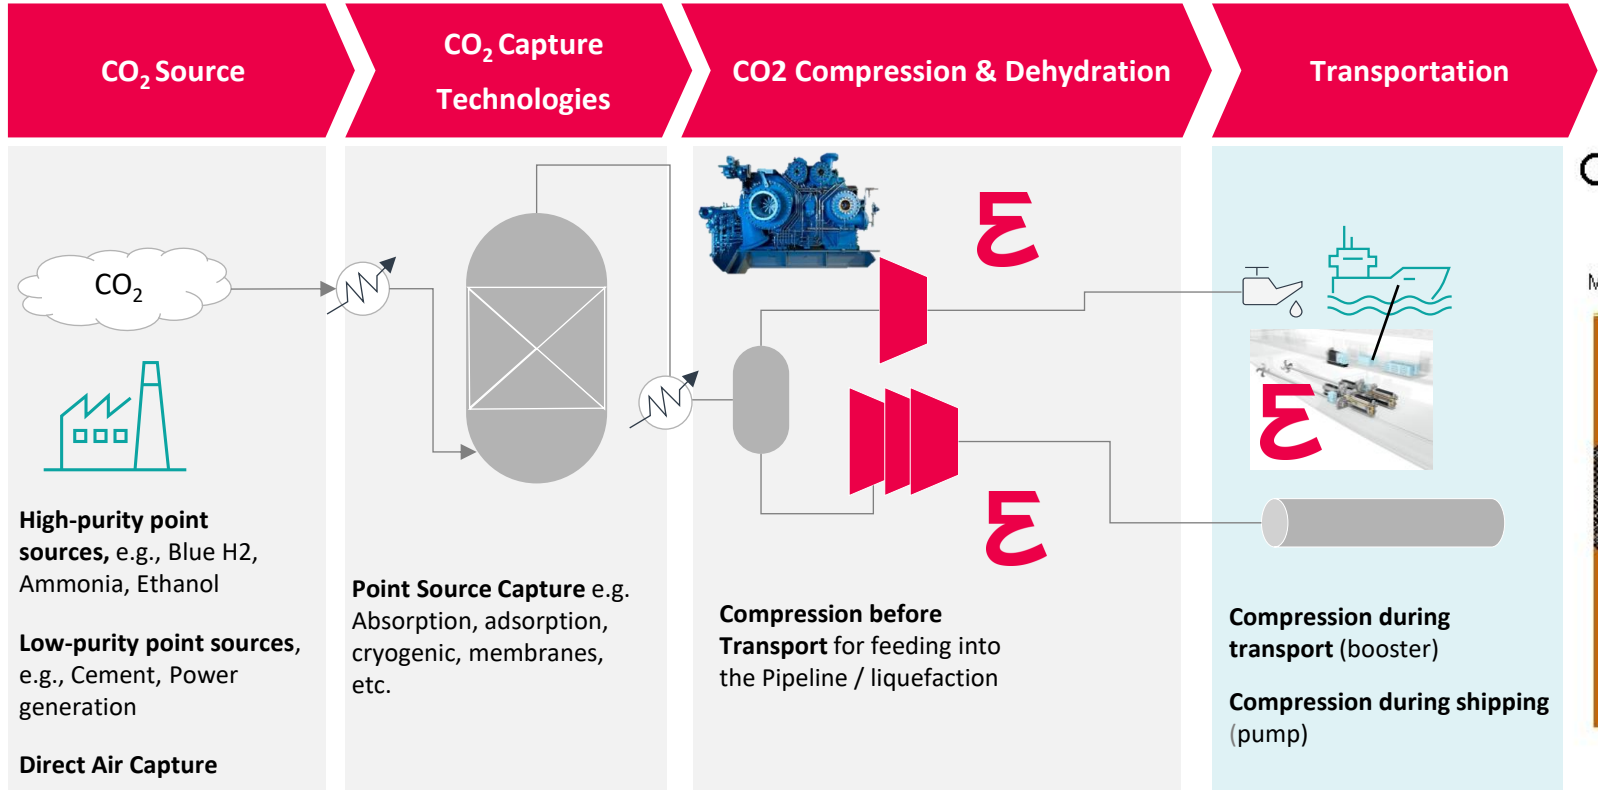 CO₂ Source
CO₂ Capture
Technologies
CO2 Compression & Dehydration
Transportation
CO₂
High-purity point
sources, e.g., Blue H2,
Ammonia, Ethanol
Low-purity point sources,
e.g., Cement, Power
generation
Direct Air Capture
Point Source Capture e.g.
Absorption, adsorption,
cryogenic, membranes,
etc.
Compression before
Transport for feeding into
the Pipeline / liquefaction
Compression during
transport (booster)
Compression during shipping
(pump)